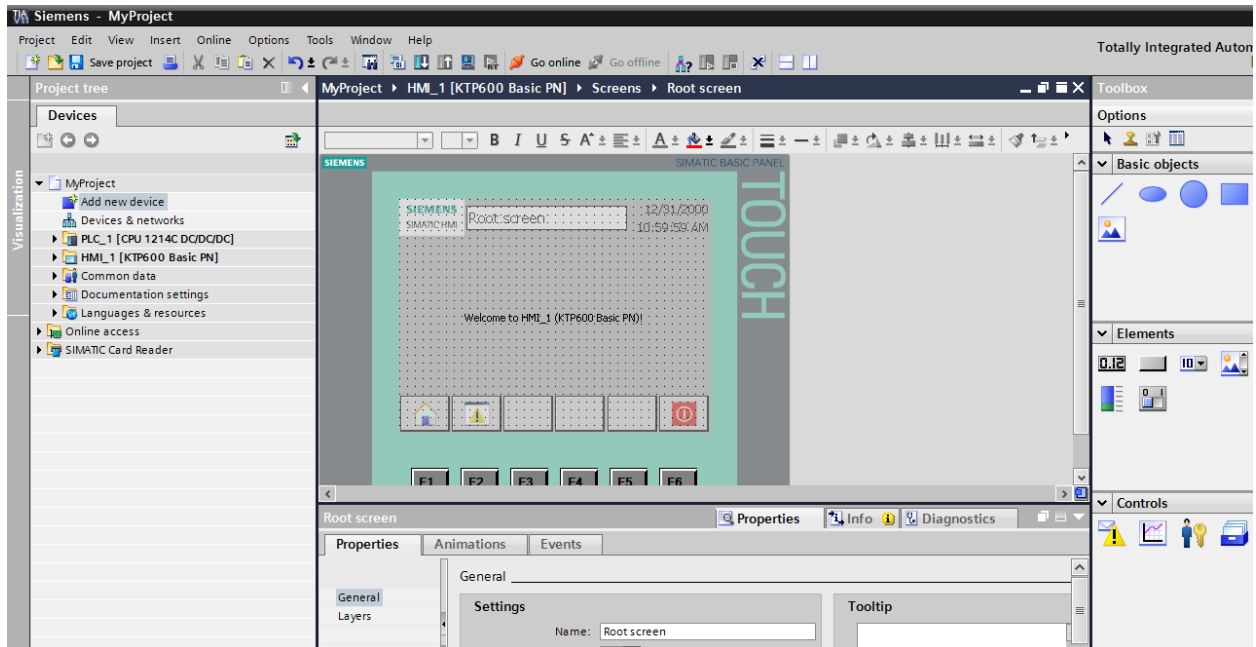 Siemens - MyProject
Project Edit View Insert Online Options Tools Window Help
Save project Go online Go offline
Totally Integrated Autom
Project tree
MyProject HMI_1 [KTP600 Basic PN] Screens Root screen
Toolbox
Devices
Options
B I U S A A
SIEMENS
SIMATIC BASIC PANEL
Basic objects
TOUCH
Visualization
MyProject
Add new device
Devices & networks
PLC_1 [CPU 1214C DC/DC/DC]
HMI_1 [KTP600 Basic PN]
Common data
Documentation settings
Languages & resources
Online access
SIMATIC Card Reader
SIEMENS
SIMATIC HMI
Root screen
12/31/2000
10:59:59 AM
Welcome to HMI_1 (KTP600 Basic PN)!
F1 F2 F3 F4 F5 F6
Elements
0.12 10
0 1
Controls
Root screen
Properties Info Diagnostics
Properties Animations Events
General
Layers
General
Settings
Name: Root screen
Tooltip